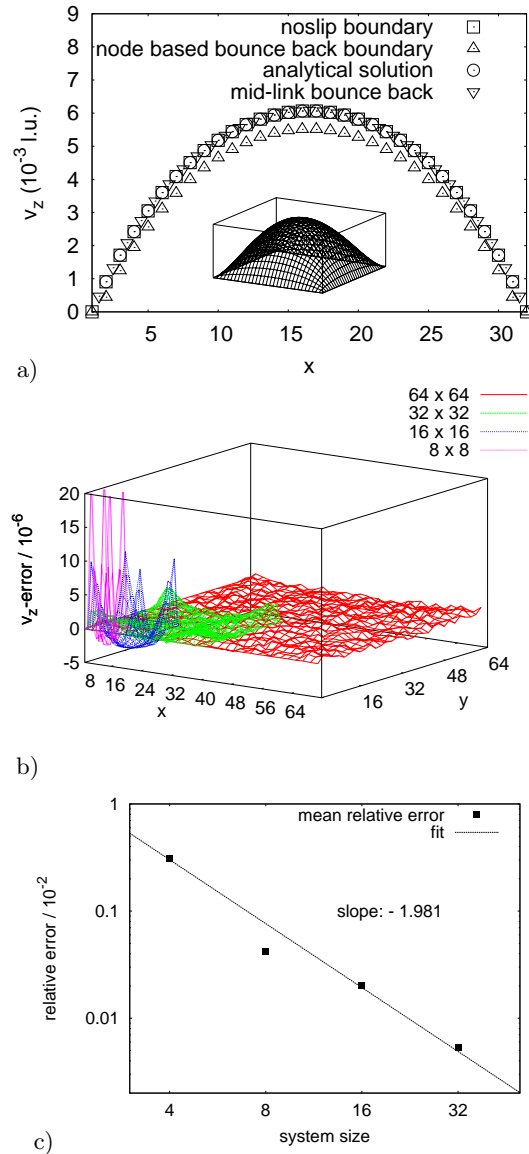 9
8
7
6
5
4
3
2
1
0
v_z (10^-3 l.u.)
noslip boundary
node based bounce back boundary
analytical solution
mid-link bounce back
5 10 15 20 25 30
x
a)
64 x 64
32 x 32
16 x 16
8 x 8
20
15
10
5
0
-5
v_z-error / 10^-6
8 16 24 32 40 48 56 64
x
16 32 48 64
y
b)
1
0.1
0.01
relative error / 10^-2
mean relative error
fit
slope: - 1.981
4 8 16 32
system size
c)